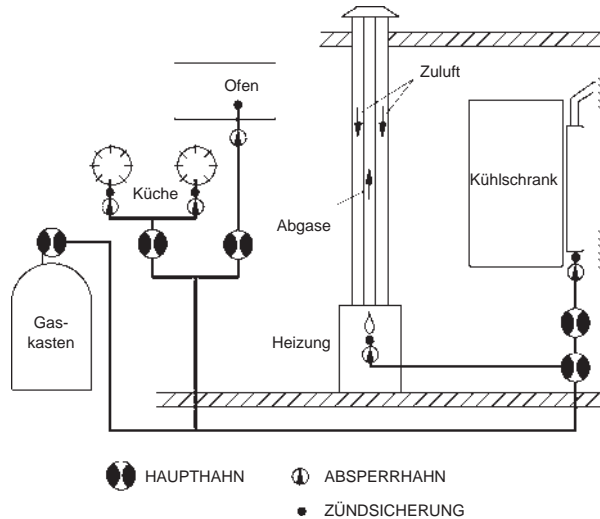 Ofen
Zuluft
Küche
Kühlschrank
Abgase
Gas-
kasten
Heizung
HAUPTHAHN
ABSPERRHAHN
ZÜNDSICHERUNG